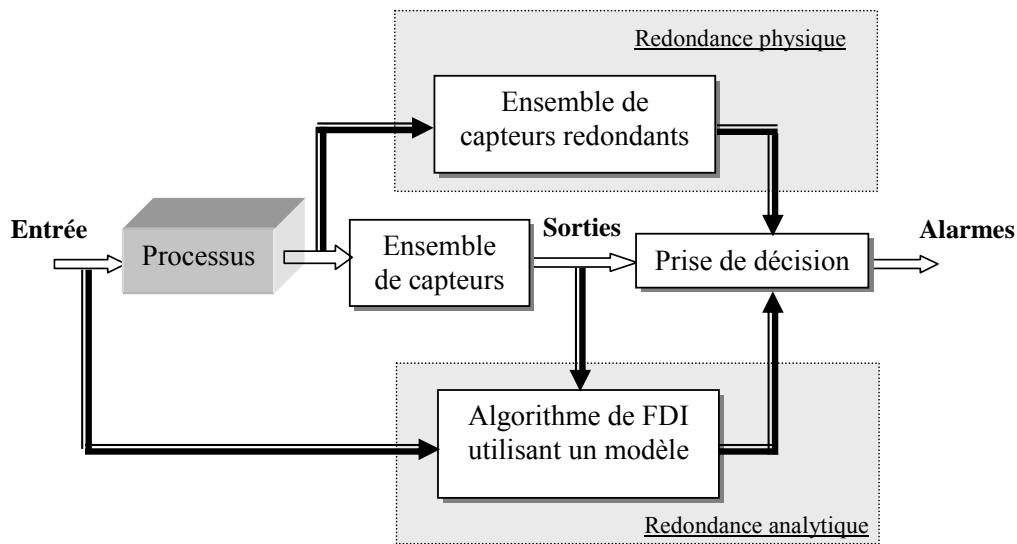 Redondance physique
Ensemble de
capteurs redondants
Entrée
Processus
Ensemble
de capteurs
Sorties
Prise de décision
Alarmes
Algorithme de FDI
utilisant un modèle
Redondance analytique